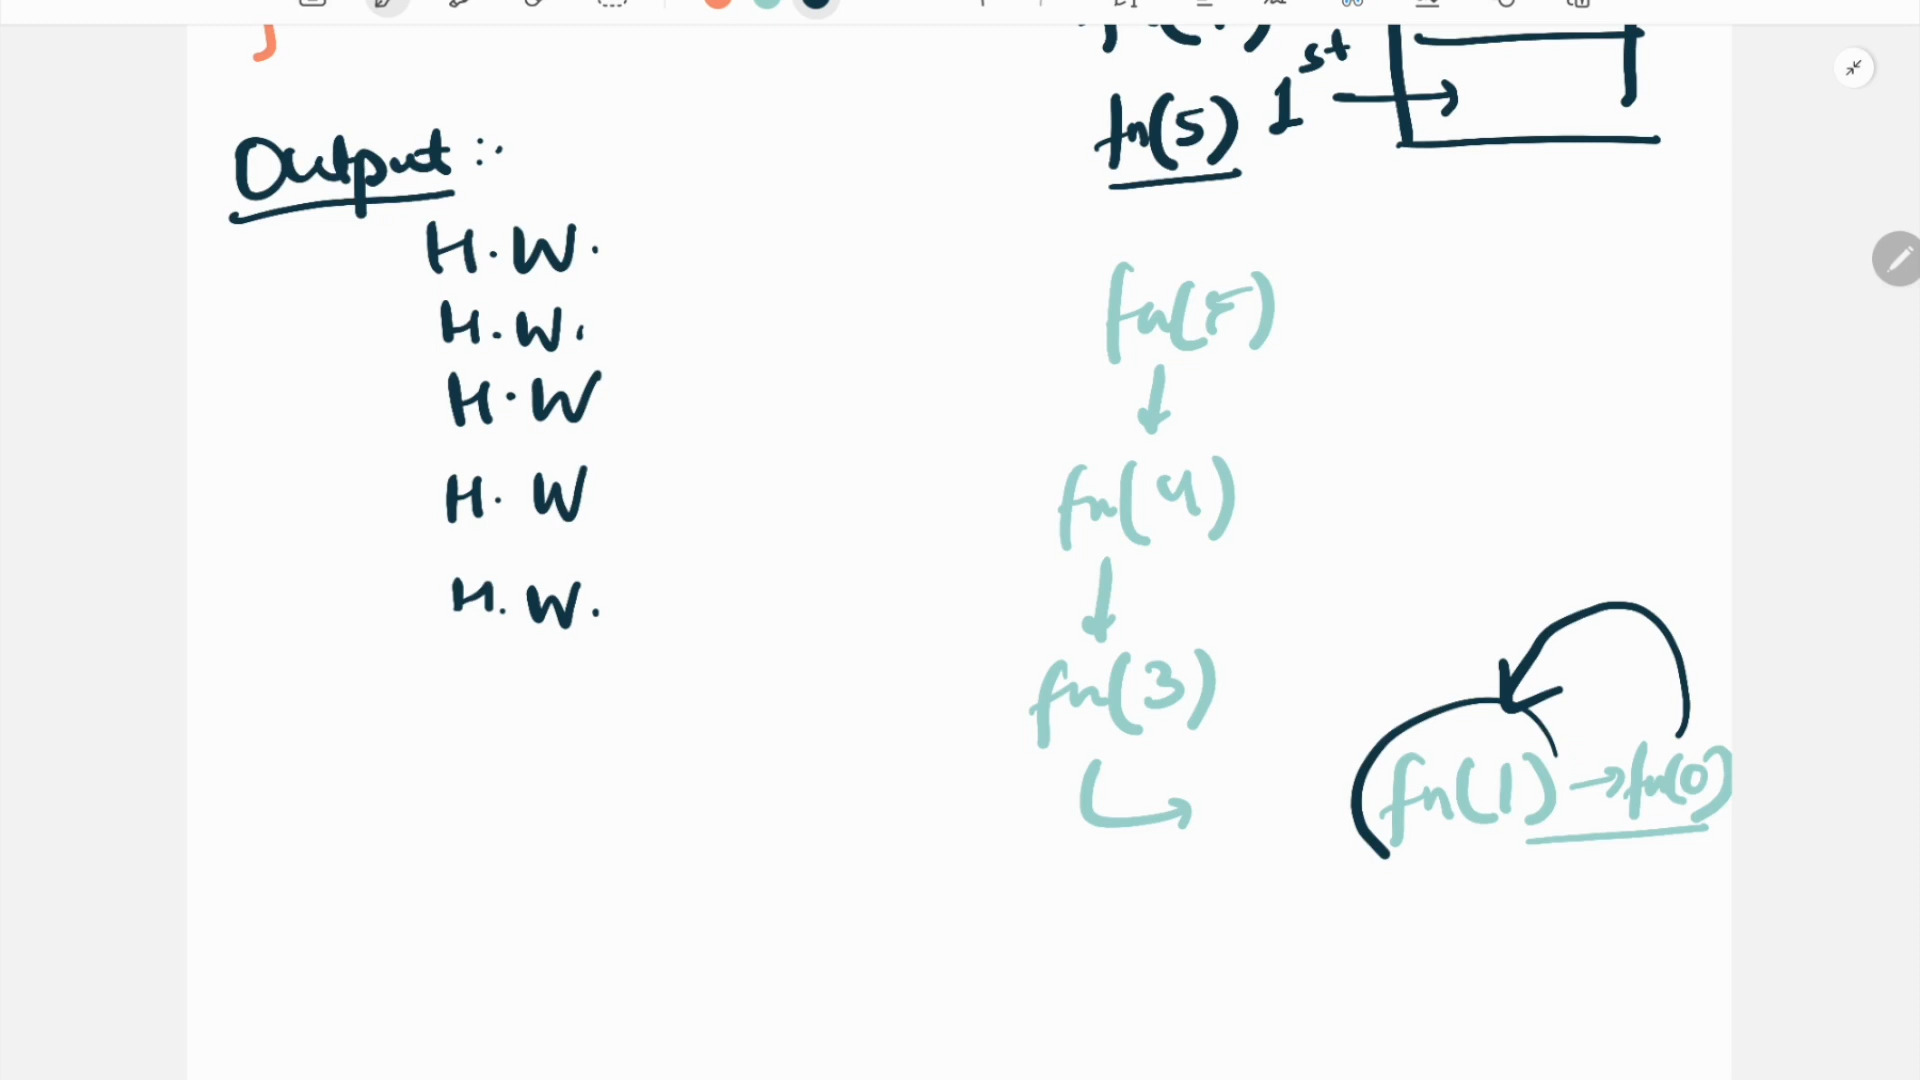 Output :
H.W.
H.W.
H.W
H.W
H.W.
1st →
fn(5)
fn(5)
↓
fn(4)
↓
fn(3)
fn(1) → fn(0)